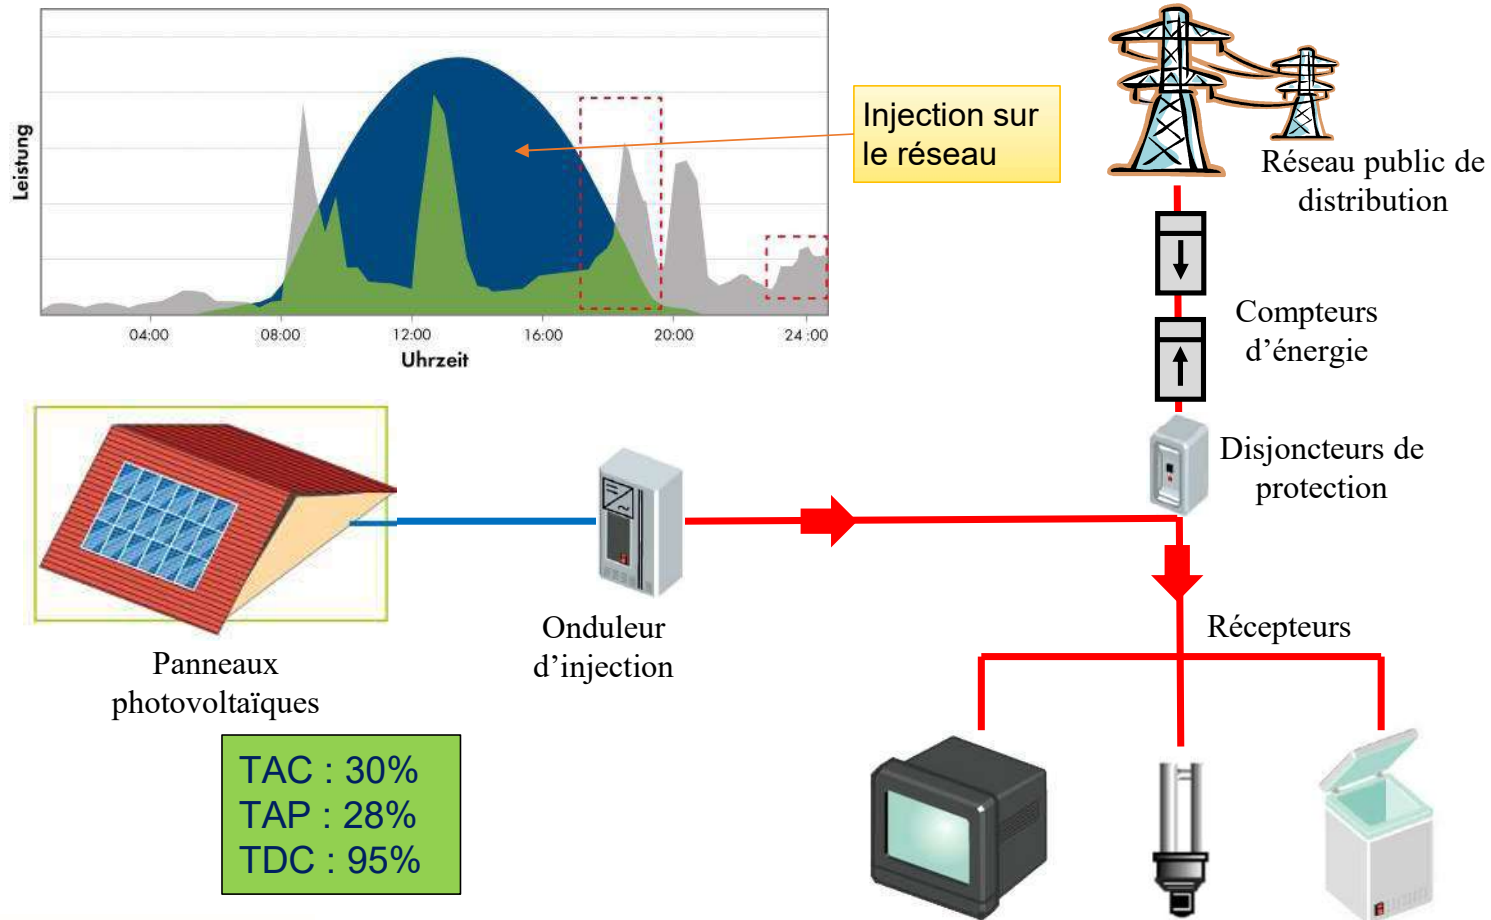 Leistung
04:00
08:00
12:00
16:00
20:00
24:00
Uhrzeit
Injection sur
le réseau
Réseau public de
distribution
Compteurs
d’énergie
Disjoncteurs de
protection
Onduleur
d’injection
Récepteurs
Panneaux
photovoltaïques
TAC : 30%
TAP : 28%
TDC : 95%